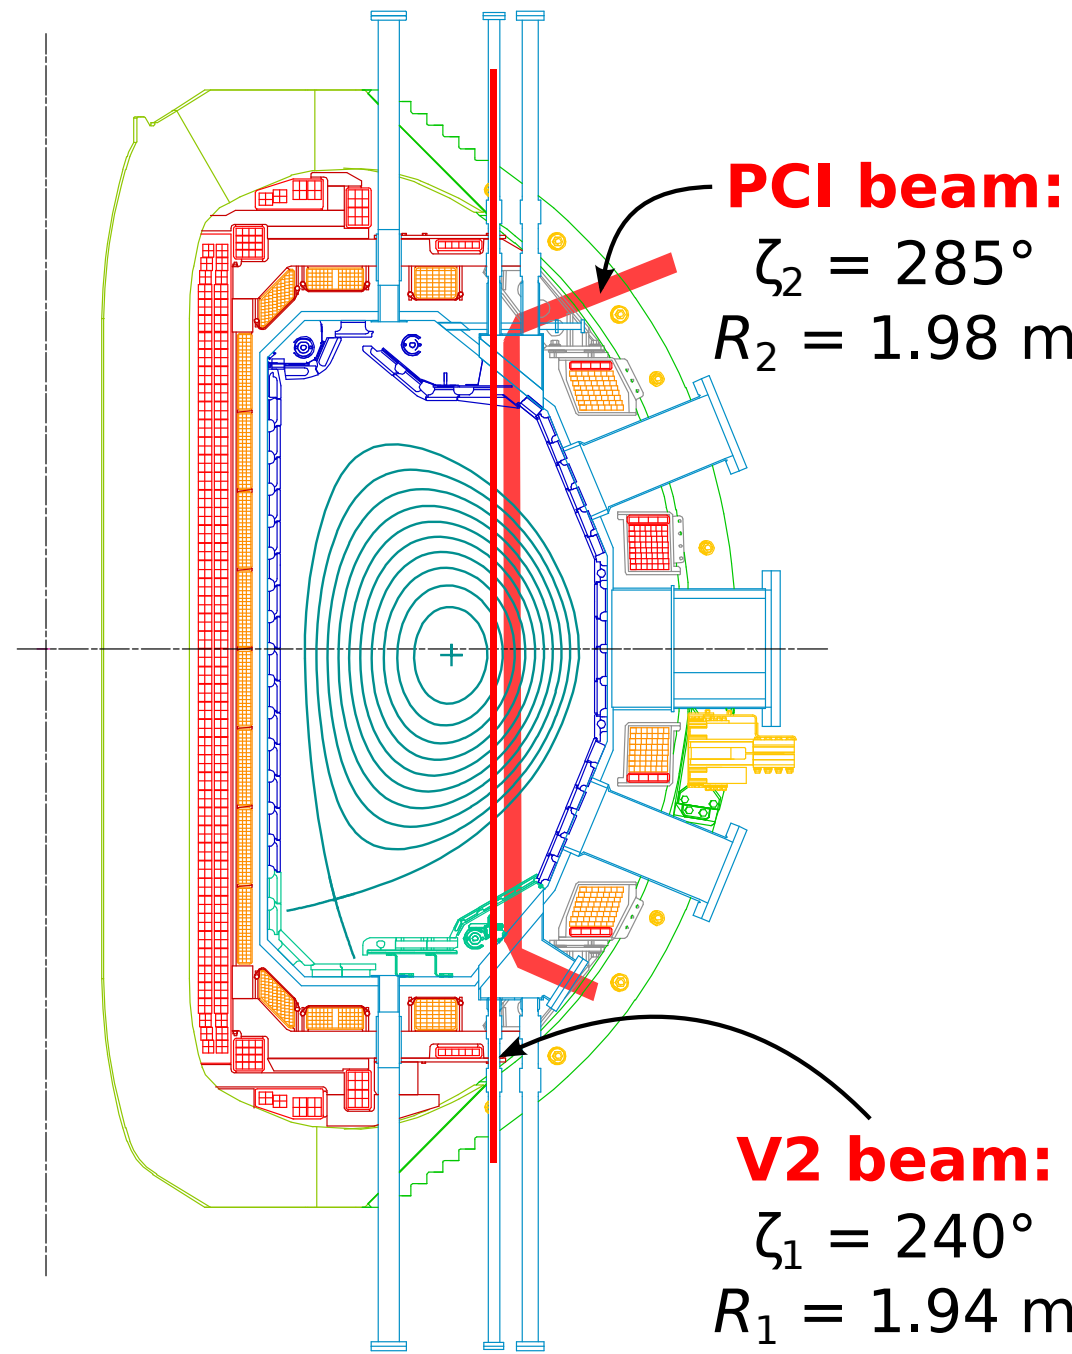 PCI beam:
ζ₂ = 285°
R₂ = 1.98 m
V2 beam:
ζ₁ = 240°
R₁ = 1.94 m